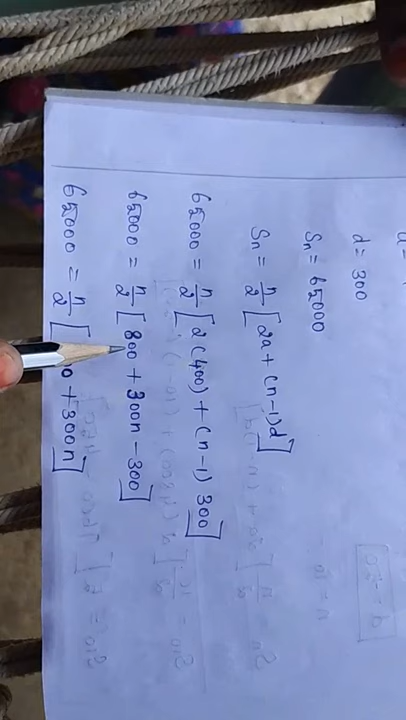 d = 300
Sn = 65000
Sn = n/2 [2a + (n-1)d]
65000 = n/2 [2(400) + (n-1) 300]
65000 = n/2 [800 + 300n - 300]
65000 = n/2 [ 00 + 300n]